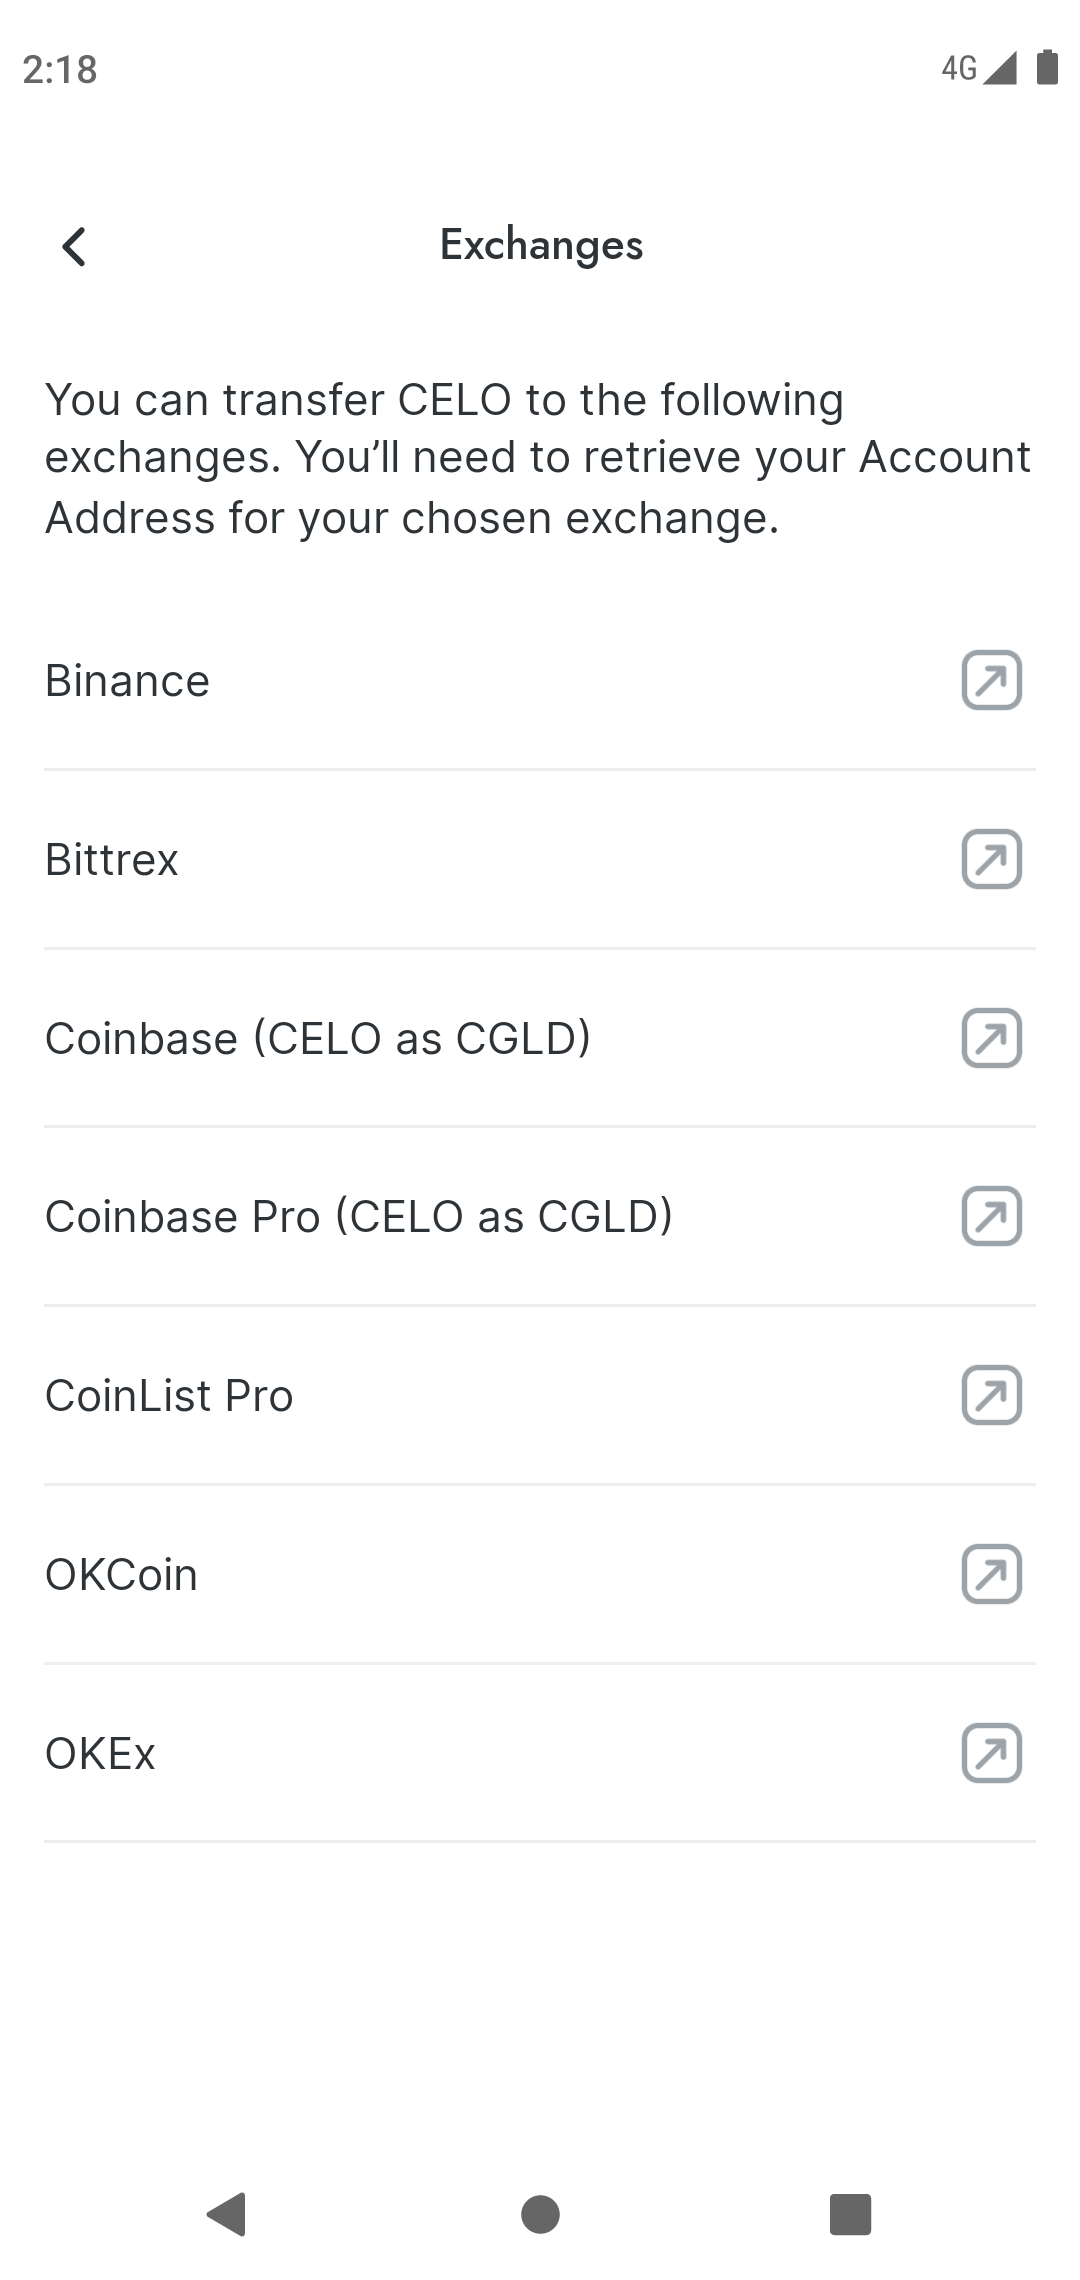 2:18
4G
Exchanges
You can transfer CELO to the following
exchanges. You’ll need to retrieve your Account
Address for your chosen exchange.
Binance
Bittrex
Coinbase (CELO as CGLD)
Coinbase Pro (CELO as CGLD)
CoinList Pro
OKCoin
OKEx